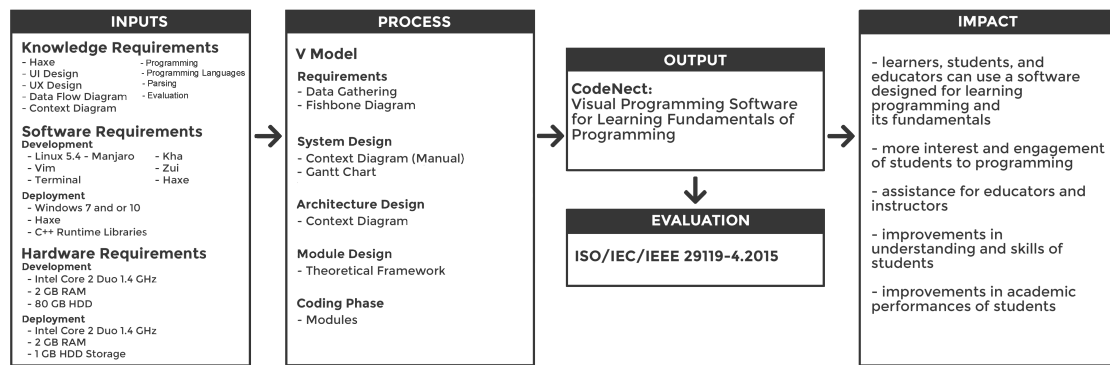 INPUTS
Knowledge Requirements
- Haxe
- UI Design
- UX Design
- Data Flow Diagram
- Context Diagram
- Programming
- Programming Languages
- Parsing
- Evaluation
Software Requirements
Development
- Linux 5.4 - Manjaro
- Vim
- Terminal
- Kha
- Zui
- Haxe
Deployment
- Windows 7 and or 10
- Haxe
- C++ Runtime Libraries
Hardware Requirements
Development
- Intel Core 2 Duo 1.4 GHz
- 2 GB RAM
- 80 GB HDD
Deployment
- Intel Core 2 Duo 1.4 GHz
- 2 GB RAM
- 1 GB HDD Storage
PROCESS
V Model
Requirements
- Data Gathering
- Fishbone Diagram
System Design
- Context Diagram (Manual)
- Gantt Chart
Architecture Design
- Context Diagram
Module Design
- Theoretical Framework
Coding Phase
- Modules
OUTPUT
CodeNect:
Visual Programming Software
for Learning Fundamentals of
Programming
EVALUATION
ISO/IEC/IEEE 29119-4.2015
IMPACT
- learners, students, and
educators can use a software
designed for learning
programming and
its fundamentals
- more interest and engagement
of students to programming
- assistance for educators and
instructors
- improvements in
understanding and skills of
students
- improvements in academic
performances of students